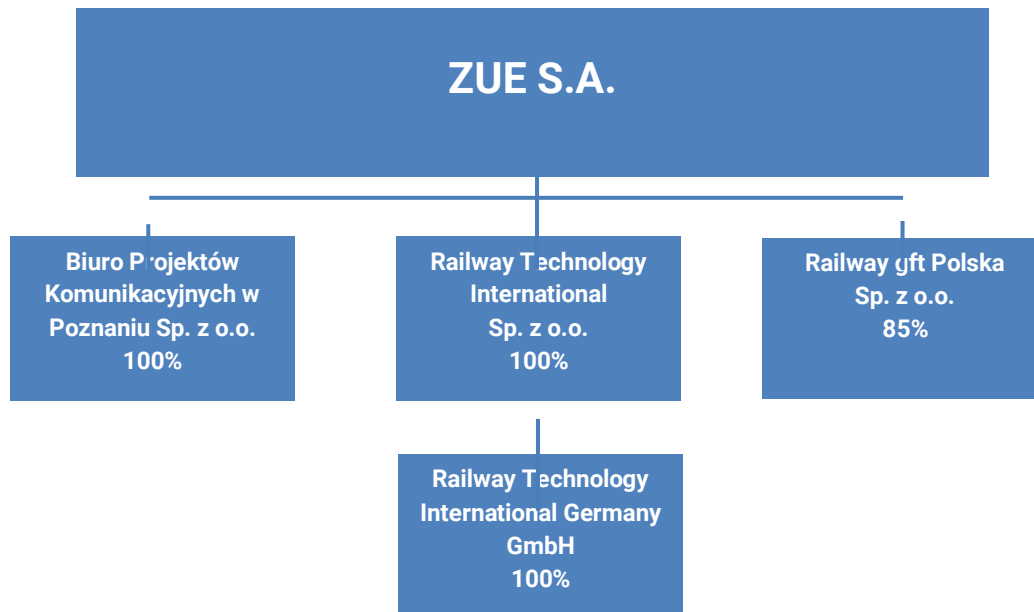 ZUE S.A.
Biuro Projektów
Komunikacyjnych w
Poznaniu Sp. z o.o.
100%
Railway Technology
International
Sp. z o.o.
100%
Railway gft Polska
Sp. z o.o.
85%
Railway Technology
International Germany
GmbH
100%